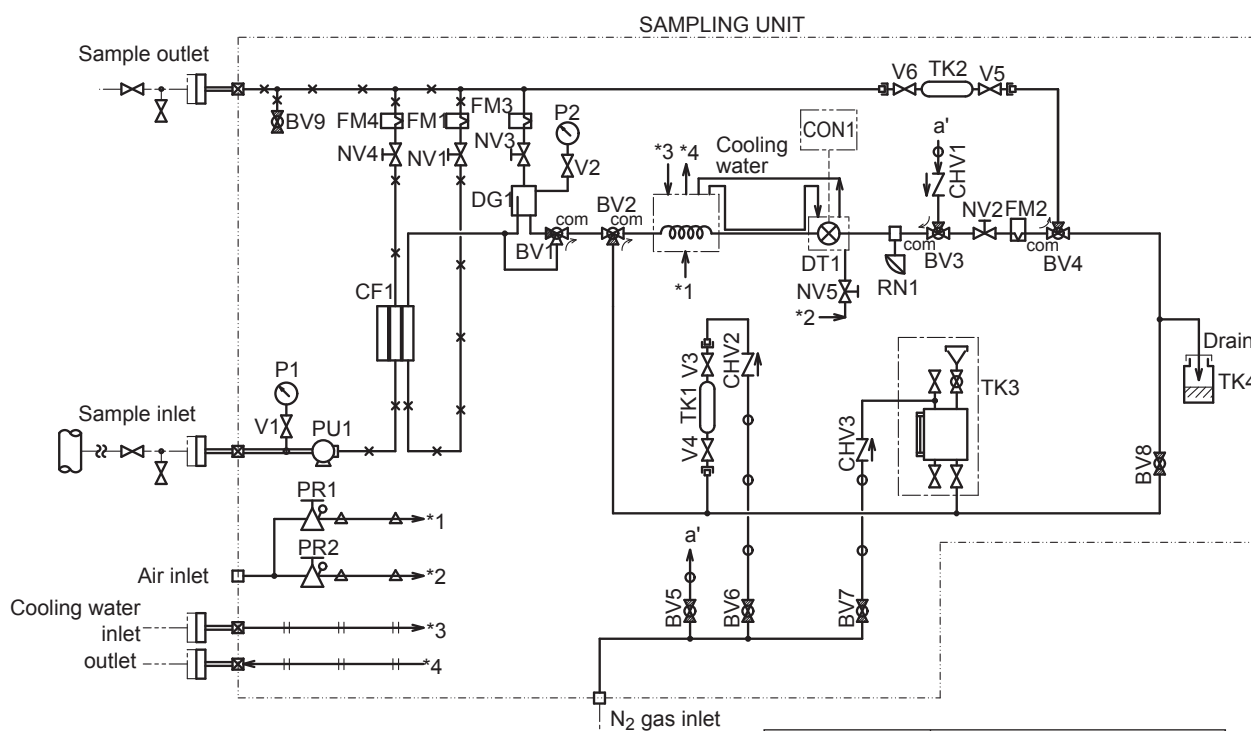 SAMPLING UNIT
Sample outlet
V6 TK2 V5
BV9
FM4 FM1 FM3 P2
NV4 NV1 NV3 V2
CON1
a'
*3 *4 Cooling
water
CHV1
DG1 com BV2 com
NV2 FM2
BV1
com com
DT1 BV3 BV4
RN1
*1
NV5
*2
CF1
Drain
TK4
V3 CHV2
TK1
V4
CHV3
TK3
BV8
P1
Sample inlet
V1 PU1
PR1
*1
PR2
Air inlet *2
a'
BV5 BV6 BV7
Cooling water
inlet *3
outlet *4
N2 gas inlet